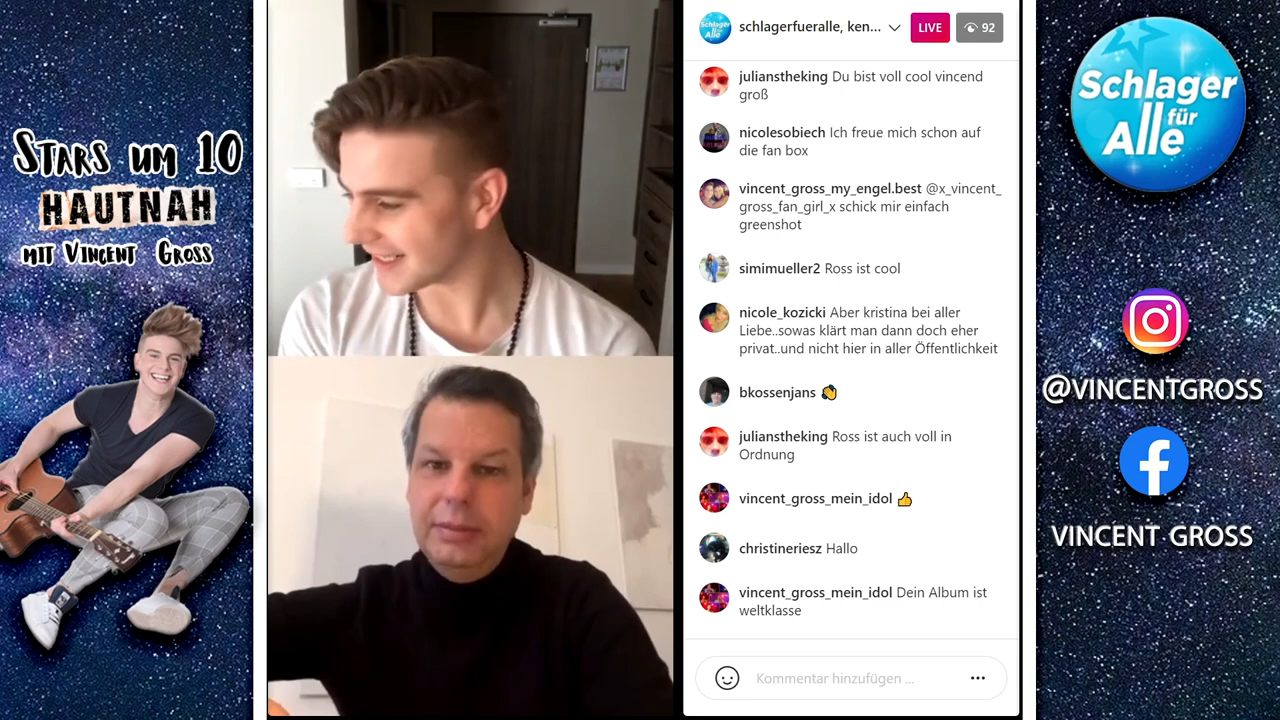 STARS UM 10
HAUTNAH
MIT VINCENT GROSS
schlagerfueralle, ken...
LIVE
92
julianstheking Du bist voll cool vincend
groß
nicolesobiech Ich freue mich schon auf
die fan box
vincent_gross_my_engel.best @x_vincent_
gross_fan_girl_x schick mir einfach
greenshot
simimueller2 Ross ist cool
nicole_kozicki Aber kristina bei aller
Liebe..sowas klärt man dann doch eher
privat..und nicht hier in aller Öffentlichkeit
bkossenjans
julianstheking Ross ist auch voll in
Ordnung
vincent_gross_mein_idol
christineriesz Hallo
vincent_gross_mein_idol Dein Album ist
weltklasse
Kommentar hinzufügen ...
Schlager
für
Alle
@VINCENTGROSS
VINCENT GROSS